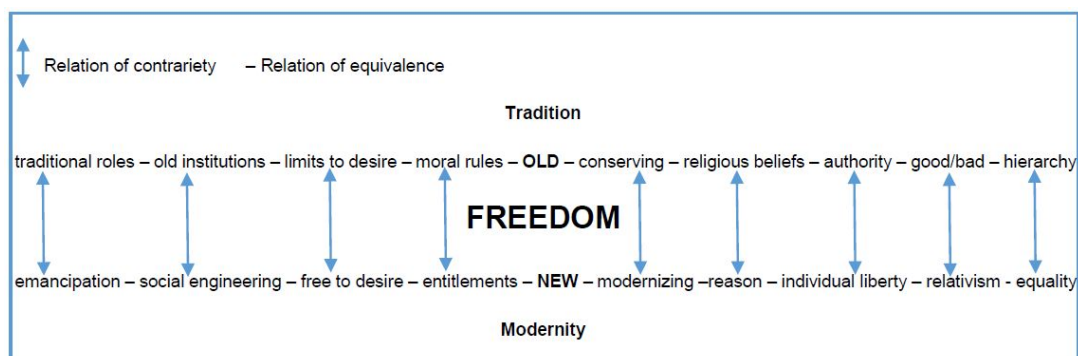 Relation of contrariety – Relation of equivalence
Tradition
traditional roles – old institutions – limits to desire – moral rules – OLD – conserving – religious beliefs – authority – good/bad – hierarchy
FREEDOM
emancipation – social engineering – free to desire – entitlements – NEW – modernizing –reason – individual liberty – relativism - equality
Modernity